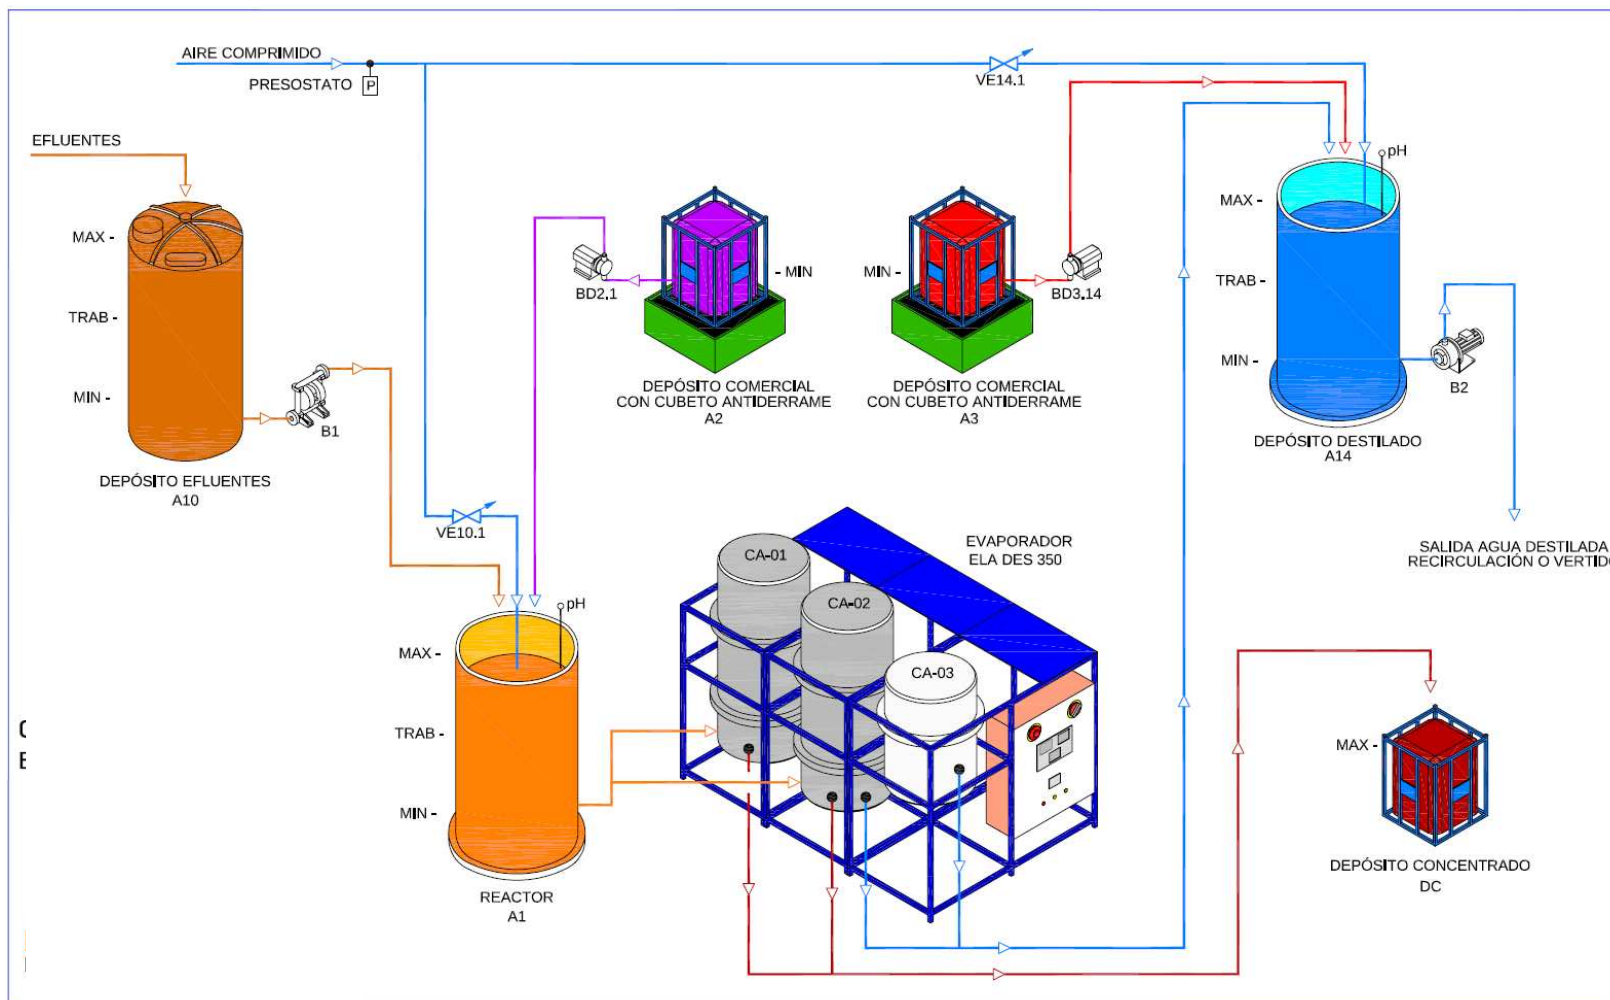 AIRE COMPRIMIDO
PRESOSTATO
P
VE14.1
EFLUENTES
MAX -
TRAB -
MIN -
B1
DEPÓSITO EFLUENTES
A10
BD2.1
- MIN
DEPÓSITO COMERCIAL
CON CUBETO ANTIDERRAME
A2
MIN -
BD3.14
DEPÓSITO COMERCIAL
CON CUBETO ANTIDERRAME
A3
pH
MAX -
TRAB -
MIN -
B2
DEPÓSITO DESTILADO
A14
SALIDA AGUA DESTILADA
RECIRCULACIÓN O
VE10.1
pH
MAX -
TRAB -
MIN -
REACTOR
A1
EVAPORADOR
ELA DES 350
CA-01
CA-02
CA-03
MAX -
DEPÓSITO CONCENTRADO
DC